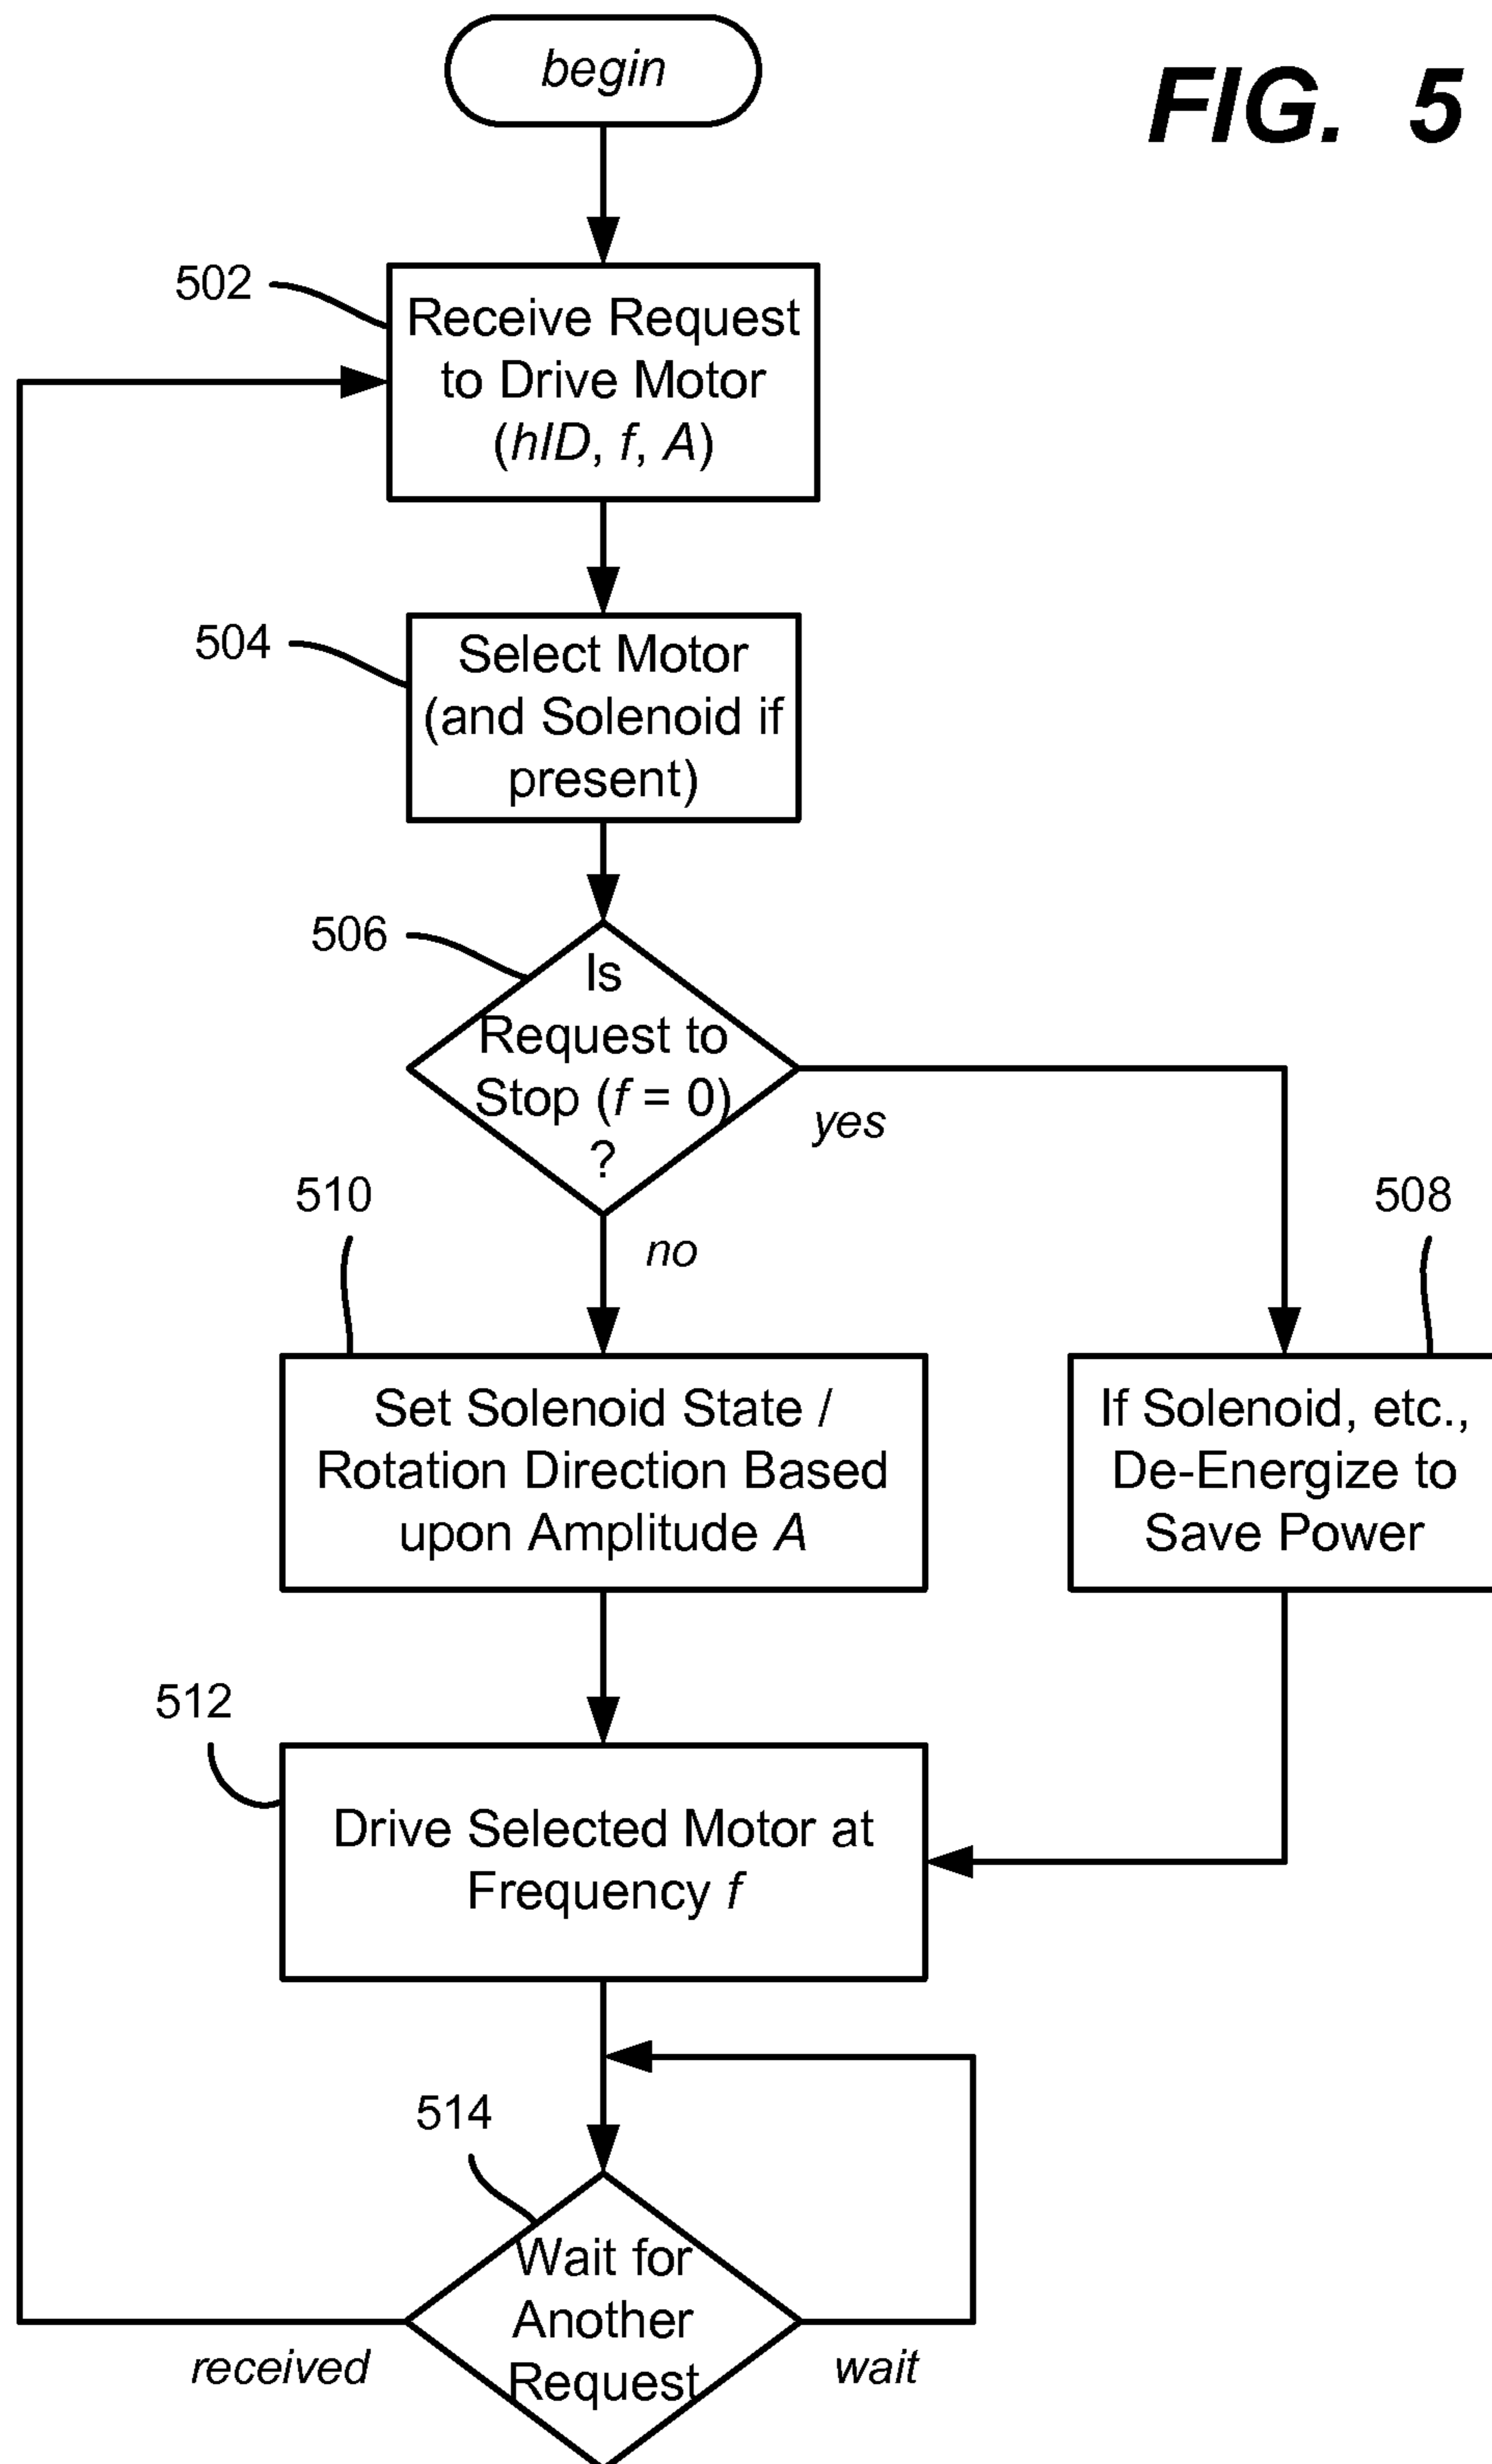 begin
FIG. 5
502
Receive Request
to Drive Motor
(hID, f, A)
504
Select Motor
(and Solenoid if
present)
506
Is
Request to
Stop (f = 0)
?
yes
no
510
508
Set Solenoid State /
Rotation Direction Based
upon Amplitude A
If Solenoid, etc.,
De-Energize to
Save Power
512
Drive Selected Motor at
Frequency f
514
Wait for
Another
Request
received
wait